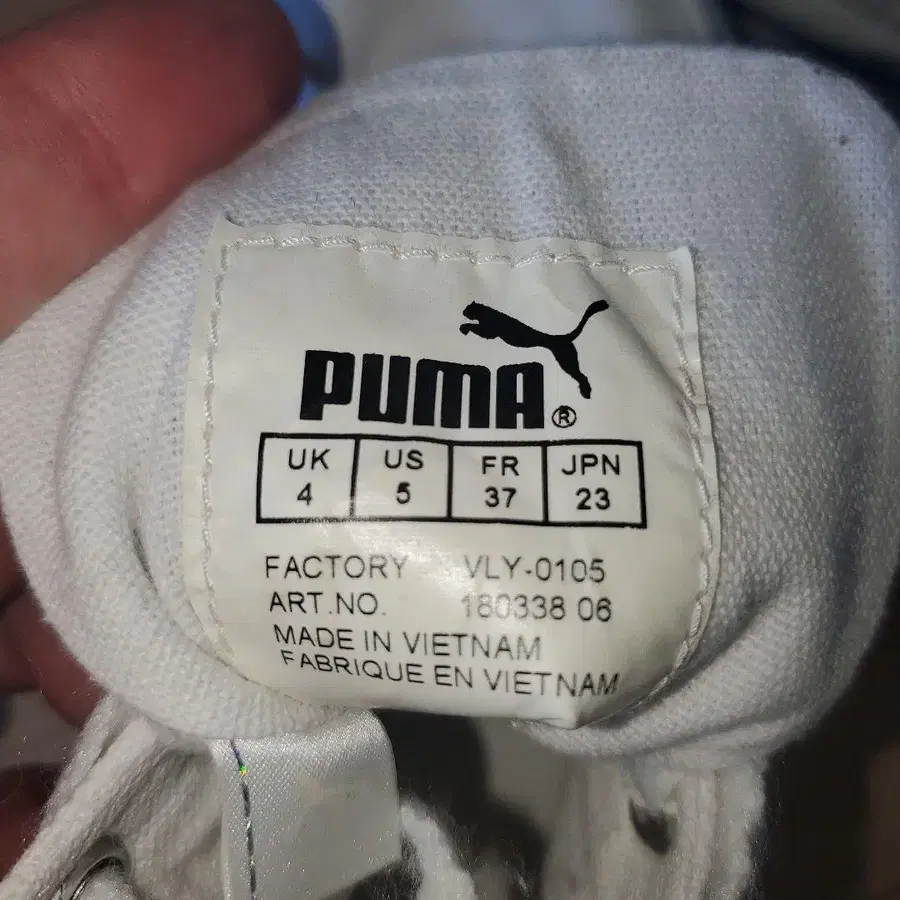 PUMA®
UK US FR JPN
4 5 37 23
FACTORY VLY-0105
ART.NO. 180338 06
MADE IN VIETNAM
FABRIQUE EN VIETNAM